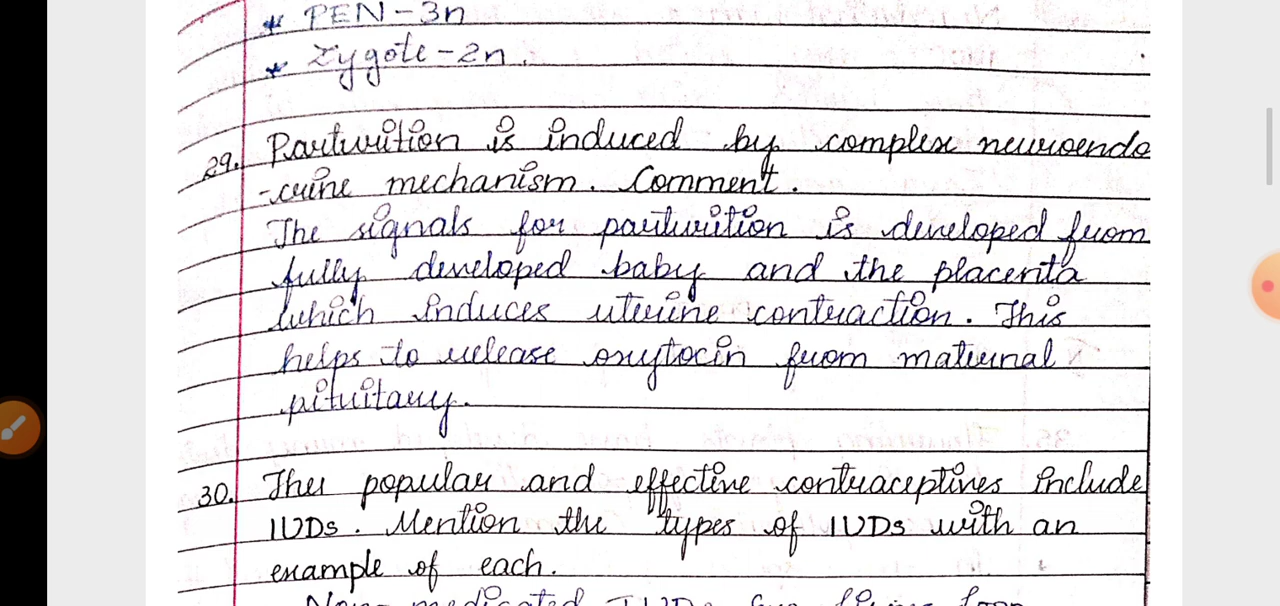 * PEN - 3n
* Zygote - 2n.
29. Parturition is induced by complex neuroendo
-crine mechanism. Comment.
The signals for parturition is developed from
fully developed baby and the placenta
which induces uterine contraction. This
helps to release oxytocin from maternal
pituitary.
30. The popular and effective contraceptives include
IUDs. Mention the types of IUDs with an
example of each.
Non-medicated IUDs